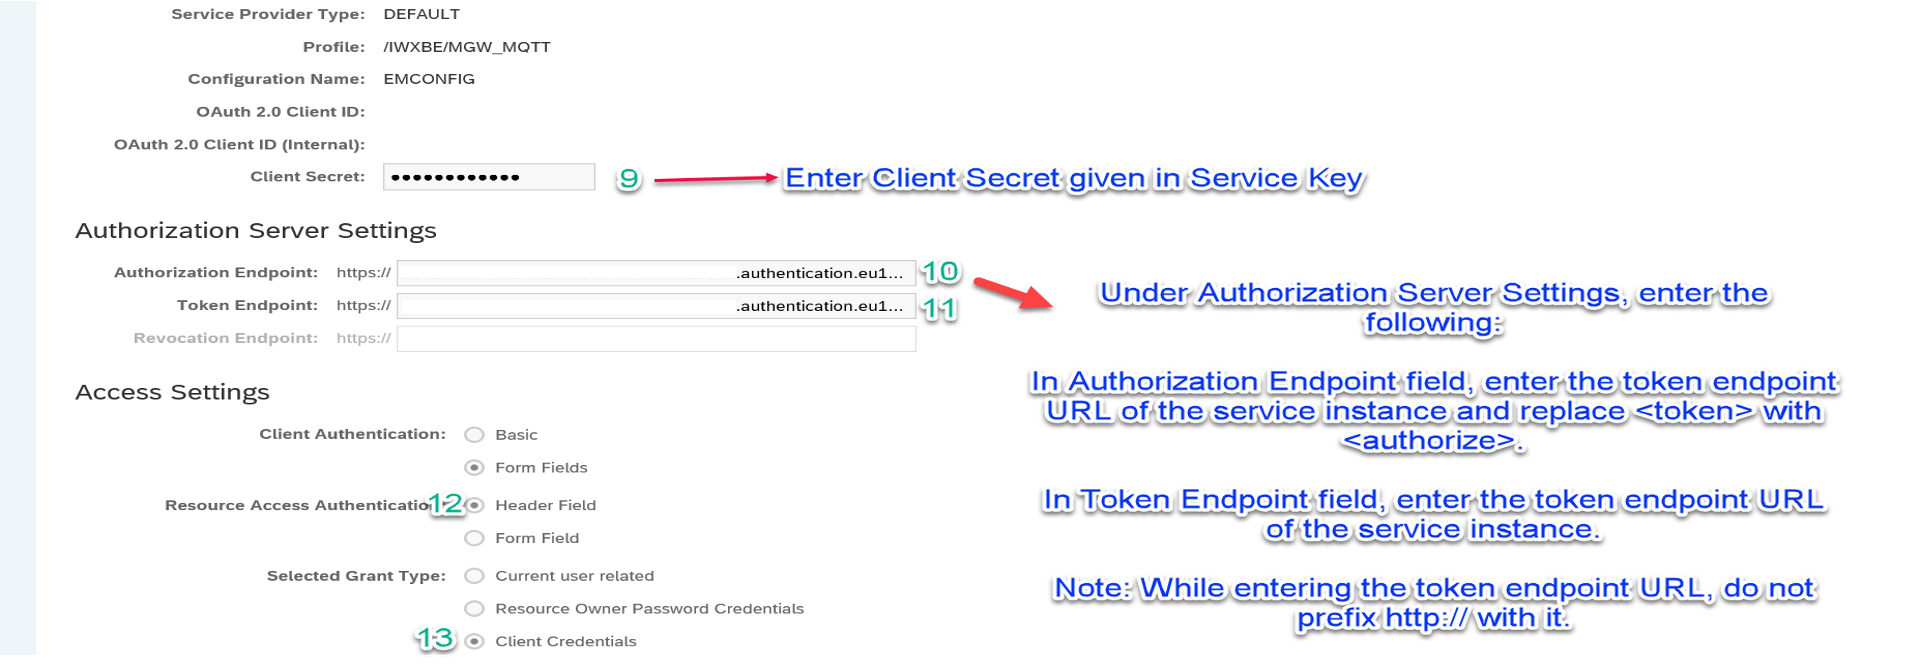 Service Provider Type: DEFAULT
Profile: /IWXBE/MGW_MQTT
Configuration Name: EMCONFIG
OAuth 2.0 Client ID:
OAuth 2.0 Client ID (Internal):
Client Secret: ●●●●●●●●●●●● 9 Enter Client Secret given in Service Key
Authorization Server Settings
Authorization Endpoint: https:// .authentication.eu1... 10
Token Endpoint: https:// .authentication.eu1... 11
Revocation Endpoint: https://
Under Authorization Server Settings, enter the
following:
In Authorization Endpoint field, enter the token endpoint
URL of the service instance and replace <token> with
<authorize>.
In Token Endpoint field, enter the token endpoint URL
of the service instance.
Note: While entering the token endpoint URL, do not
prefix http:// with it.
Access Settings
Client Authentication: Basic
Form Fields
Resource Access Authentication 12 Header Field
Form Field
Selected Grant Type: Current user related
Resource Owner Password Credentials
13 Client Credentials